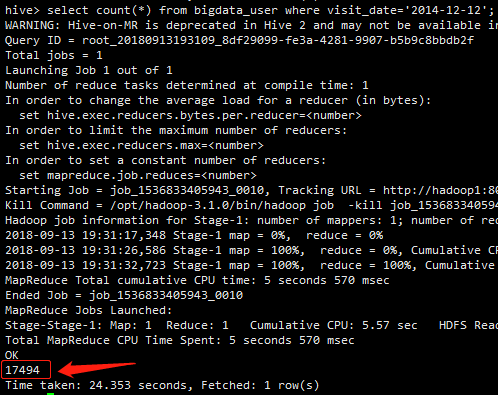 hive> select count(*) from bigdata_user where visit_date='2014-12-12';
WARNING: Hive-on-MR is deprecated in Hive 2 and may not be available in
Query ID = root_20180913193109_8df29099-fe3a-4281-9907-b5b9c8bbdb2f
Total jobs = 1
Launching Job 1 out of 1
Number of reduce tasks determined at compile time: 1
In order to change the average load for a reducer (in bytes):
  set hive.exec.reducers.bytes.per.reducer=<number>
In order to limit the maximum number of reducers:
  set hive.exec.reducers.max=<number>
In order to set a constant number of reducers:
  set mapreduce.job.reduces=<number>
Starting Job = job_1536833405943_0010, Tracking URL = http://hadoop1:80
Kill Command = /opt/hadoop-3.1.0/bin/hadoop job  -kill job_153683340594
Hadoop job information for Stage-1: number of mappers: 1; number of red
2018-09-13 19:31:17,348 Stage-1 map = 0%,  reduce = 0%
2018-09-13 19:31:26,586 Stage-1 map = 100%,  reduce = 0%, Cumulative CP
2018-09-13 19:31:32,723 Stage-1 map = 100%,  reduce = 100%, Cumulative
MapReduce Total cumulative CPU time: 5 seconds 570 msec
Ended Job = job_1536833405943_0010
MapReduce Jobs Launched:
Stage-Stage-1: Map: 1  Reduce: 1   Cumulative CPU: 5.57 sec   HDFS Read
Total MapReduce CPU Time Spent: 5 seconds 570 msec
OK
17494
Time taken: 24.353 seconds, Fetched: 1 row(s)